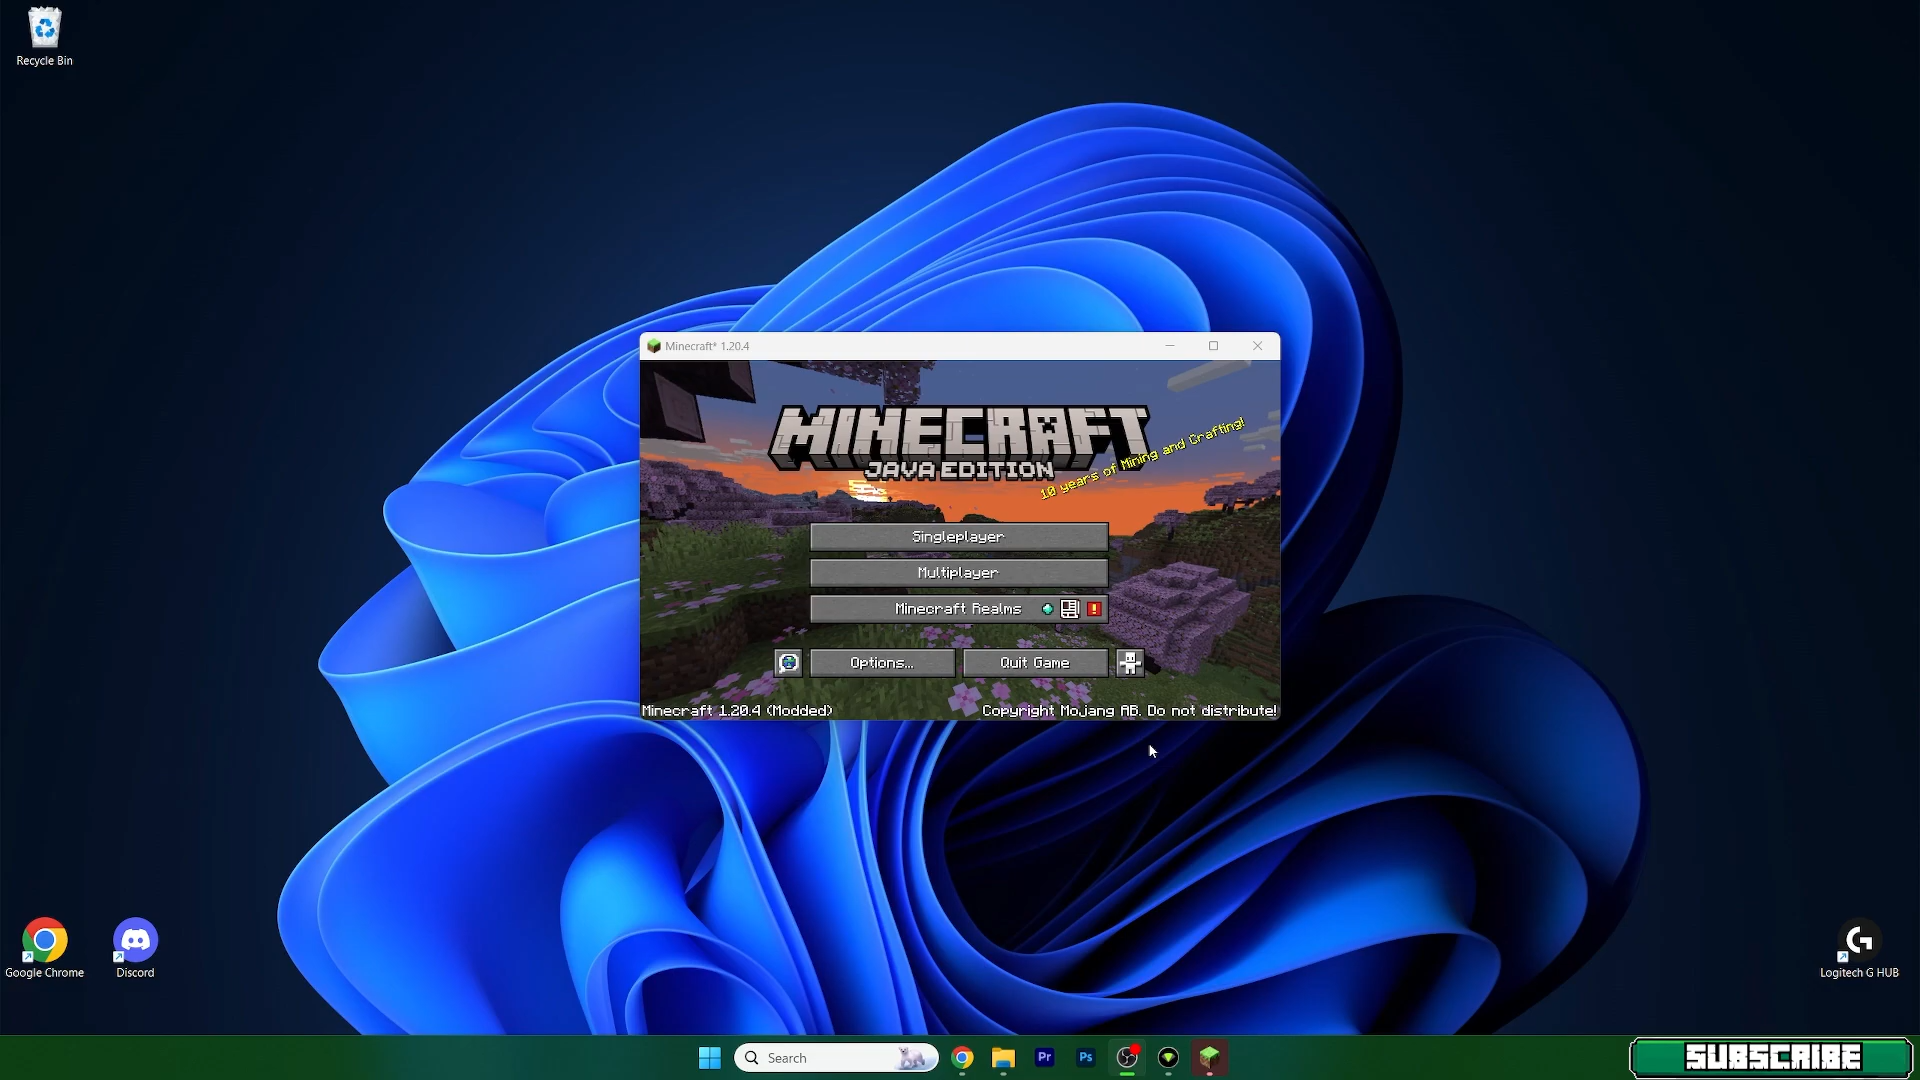 Recycle Bin
Minecraft* 1.20.4
MINECRAFT
JAVA EDITION
10 years of Mining and Crafting!
Singleplayer
Multiplayer
Minecraft Realms
Options...
Quit Game
Minecraft 1.20.4 (Modded)
Copyright Mojang AB. Do not distribute!
Google Chrome
Discord
Logitech G HUB
Search
Pr
Ps
SUBSCRIBE